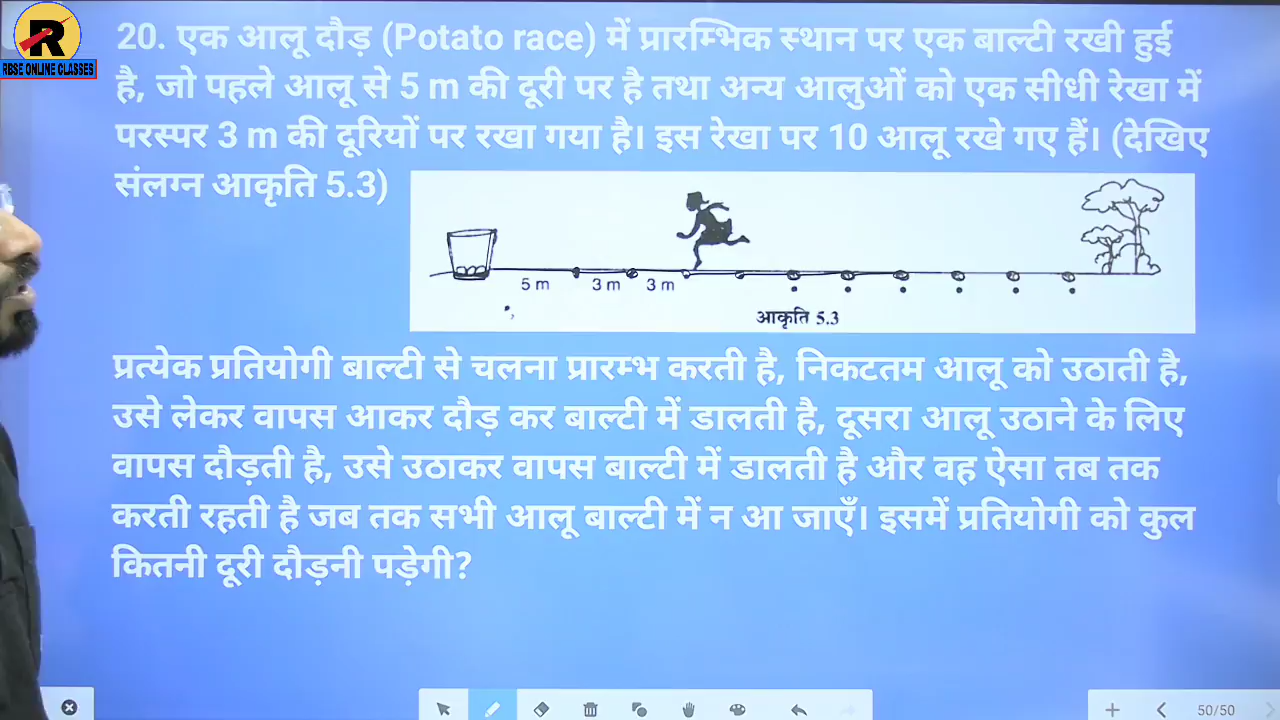 R
RBSE ONLINE CLASSES
20. एक आलू दौड़ (Potato race) में प्रारम्भिक स्थान पर एक बाल्टी रखी हुई
है, जो पहले आलू से 5 m की दूरी पर है तथा अन्य आलुओं को एक सीधी रेखा में
परस्पर 3 m की दूरियों पर रखा गया है। इस रेखा पर 10 आलू रखे गए हैं। (देखिए
संलग्न आकृति 5.3)
5 m 3 m 3 m
आकृति 5.3
प्रत्येक प्रतियोगी बाल्टी से चलना प्रारम्भ करती है, निकटतम आलू को उठाती है,
उसे लेकर वापस आकर दौड़ कर बाल्टी में डालती है, दूसरा आलू उठाने के लिए
वापस दौड़ती है, उसे उठाकर वापस बाल्टी में डालती है और वह ऐसा तब तक
करती रहती है जब तक सभी आलू बाल्टी में न आ जाएँ। इसमें प्रतियोगी को कुल
कितनी दूरी दौड़नी पड़ेगी?
50/50